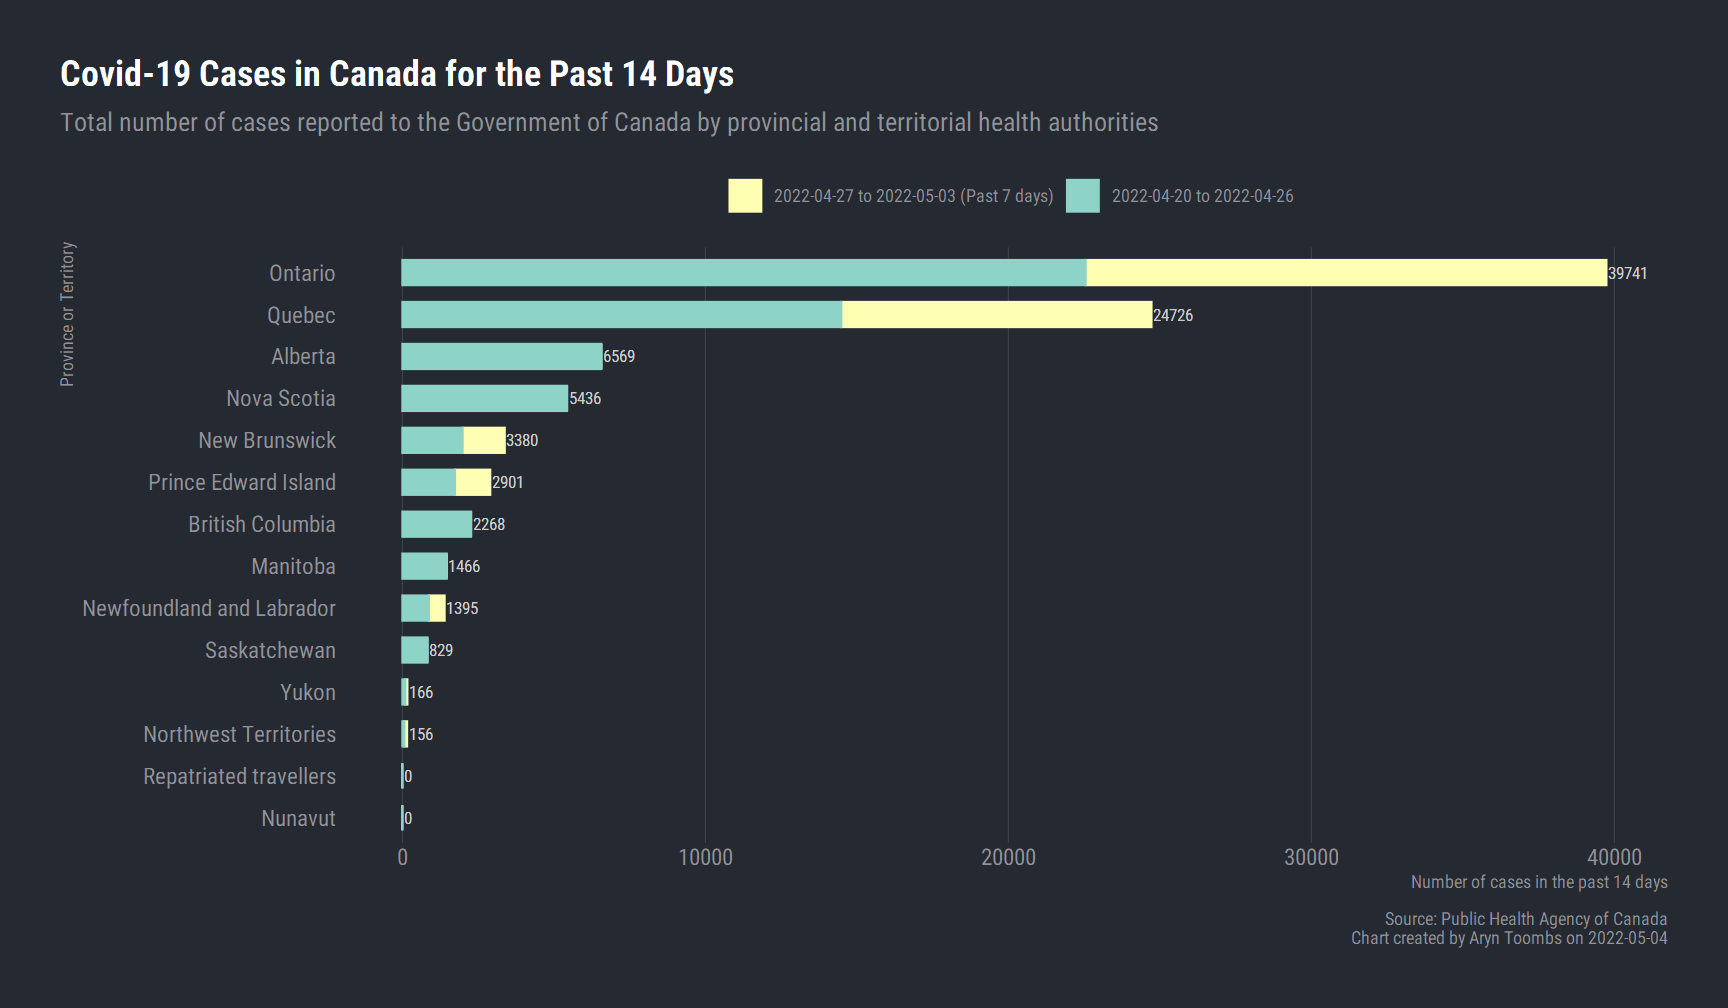 Covid-19 Cases in Canada for the Past 14 Days
Total number of cases reported to the Government of Canada by provincial and territorial health authorities
2022-04-27 to 2022-05-03 (Past 7 days) 2022-04-20 to 2022-04-26
Province or Territory
Ontario 39741
Quebec 24726
Alberta 6569
Nova Scotia 5436
New Brunswick 3380
Prince Edward Island 2901
British Columbia 2268
Manitoba 1466
Newfoundland and Labrador 1395
Saskatchewan 829
Yukon 166
Northwest Territories 156
Repatriated travellers 0
Nunavut 0
0 10000 20000 30000 40000
Number of cases in the past 14 days
Source: Public Health Agency of Canada
Chart created by Aryn Toombs on 2022-05-04